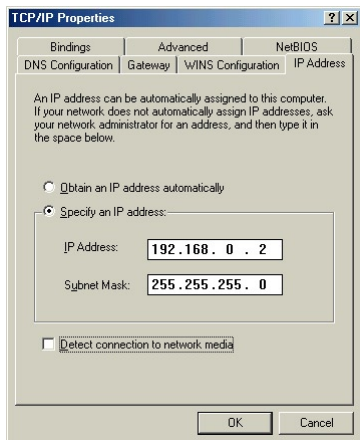 TCP/IP Properties
Bindings Advanced NetBIOS
DNS Configuration Gateway WINS Configuration IP Address
An IP address can be automatically assigned to this computer.
If your network does not automatically assign IP addresses, ask
your network administrator for an address, and then type it in
the space below.
Obtain an IP address automatically
Specify an IP address:
IP Address: 192.168. 0 . 2
Subnet Mask: 255.255.255. 0
Detect connection to network media
OK Cancel